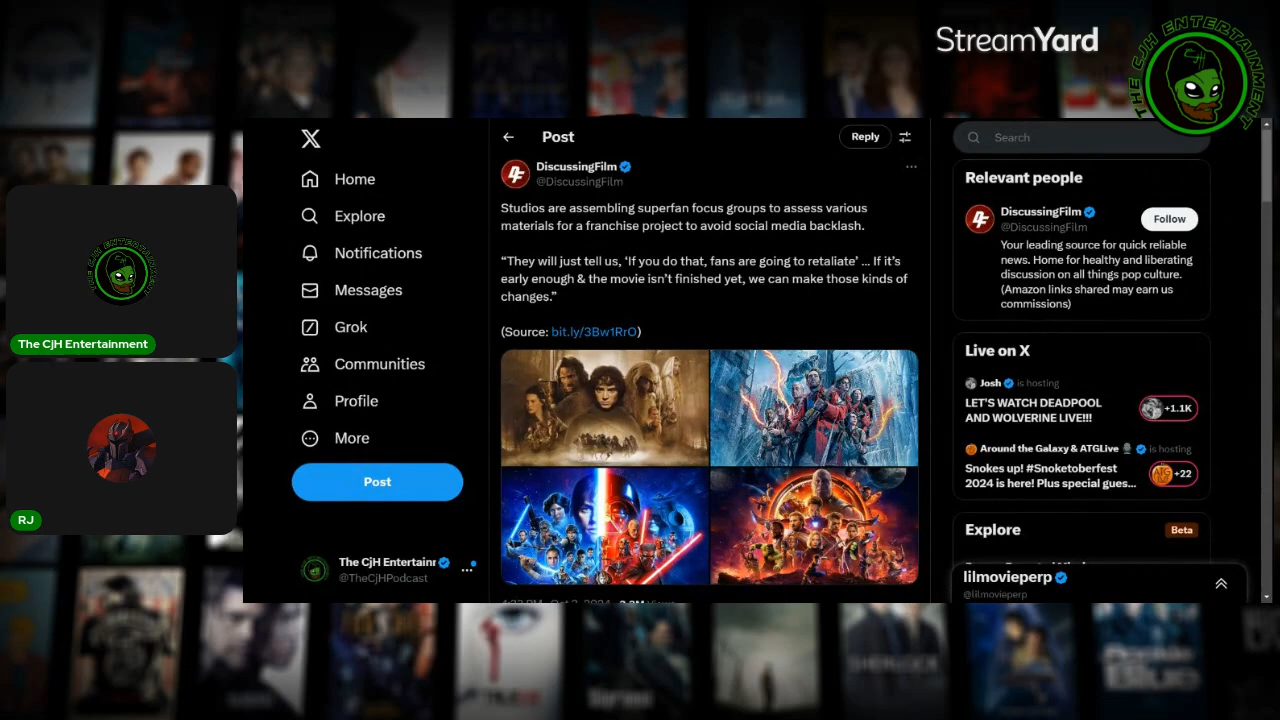 StreamYard
THE CJH ENTERTAINMENT
X
Home
Explore
Notifications
Messages
Grok
Communities
Profile
More
Post
The CjH Entertainr
@TheCjHPodcast
Post
Reply
DiscussingFilm
@DiscussingFilm
Studios are assembling superfan focus groups to assess various
materials for a franchise project to avoid social media backlash.
“They will just tell us, ‘If you do that, fans are going to retaliate’ ... If it’s
early enough & the movie isn’t finished yet, we can make those kinds of
changes.”
(Source: bit.ly/3Bw1RrO)
Search
Relevant people
DiscussingFilm
@DiscussingFilm
Follow
Your leading source for quick reliable
news. Home for healthy and liberating
discussion on all things pop culture.
(Amazon links shared may earn us
commissions)
Live on X
Josh is hosting
LET'S WATCH DEADPOOL
AND WOLVERINE LIVE!!!
+1.1K
Around the Galaxy & ATGLive is hosting
Snokes up! #Snoketoberfest
2024 is here! Plus special gues...
ATG
+22
Explore
Beta
lilmovieperp
@lilmovieperp
THE CJH ENTERTAINMENT
The CjH Entertainment
RJ